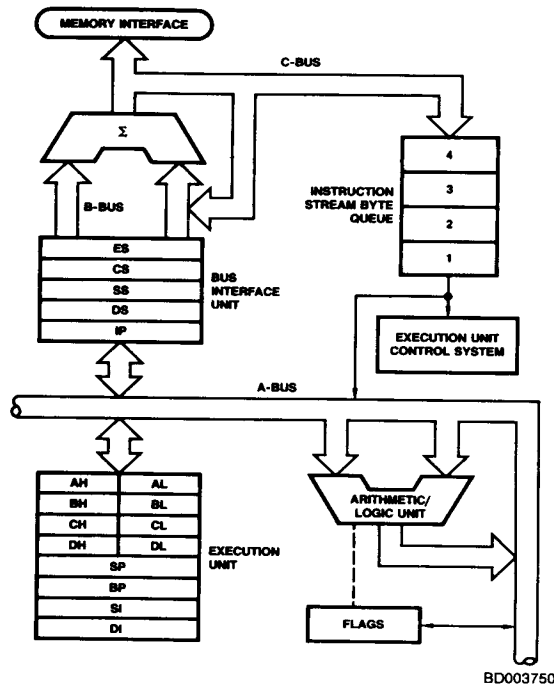 MEMORY INTERFACE
C-BUS
Σ
B-BUS
INSTRUCTION
STREAM BYTE
QUEUE
4
3
2
1
ES
CS
SS
DS
IP
BUS
INTERFACE
UNIT
EXECUTION UNIT
CONTROL SYSTEM
A-BUS
AH AL
BH BL
CH CL
DH DL
SP
BP
SI
DI
EXECUTION
UNIT
ARITHMETIC/
LOGIC UNIT
FLAGS
BD003750